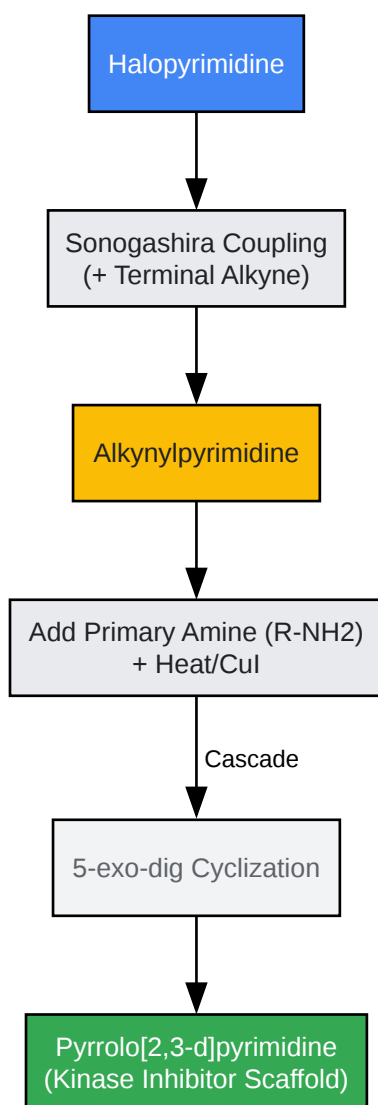 Halopyrimidine
Sonogashira Coupling
(+ Terminal Alkyne)
Alkynylpyrimidine
Add Primary Amine (R-NH2)
+ Heat/CuI
Cascade
5-exo-dig Cyclization
Pyrrolo[2,3-d]pyrimidine
(Kinase Inhibitor Scaffold)